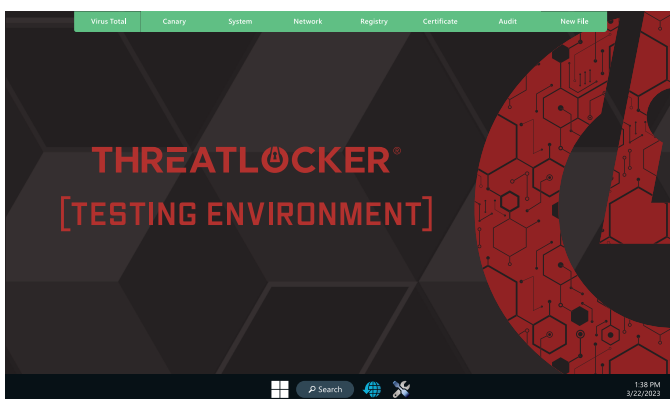 Virus Total Canary System Network Registry Certificate Audit New File
THREATLOCKER®
[TESTING ENVIRONMENT]
Search
1:38 PM
3/22/2023